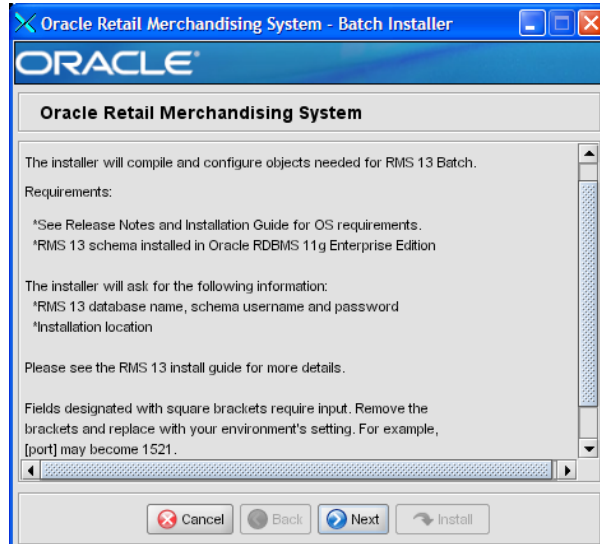 Oracle Retail Merchandising System - Batch Installer
ORACLE®
Oracle Retail Merchandising System
The installer will compile and configure objects needed for RMS 13 Batch.
Requirements:
*See Release Notes and Installation Guide for OS requirements.
*RMS 13 schema installed in Oracle RDBMS 11g Enterprise Edition
The installer will ask for the following information:
*RMS 13 database name, schema username and password
*Installation location
Please see the RMS 13 install guide for more details.
Fields designated with square brackets require input. Remove the
brackets and replace with your environment's setting. For example,
[port] may become 1521.
Cancel Back Next Install